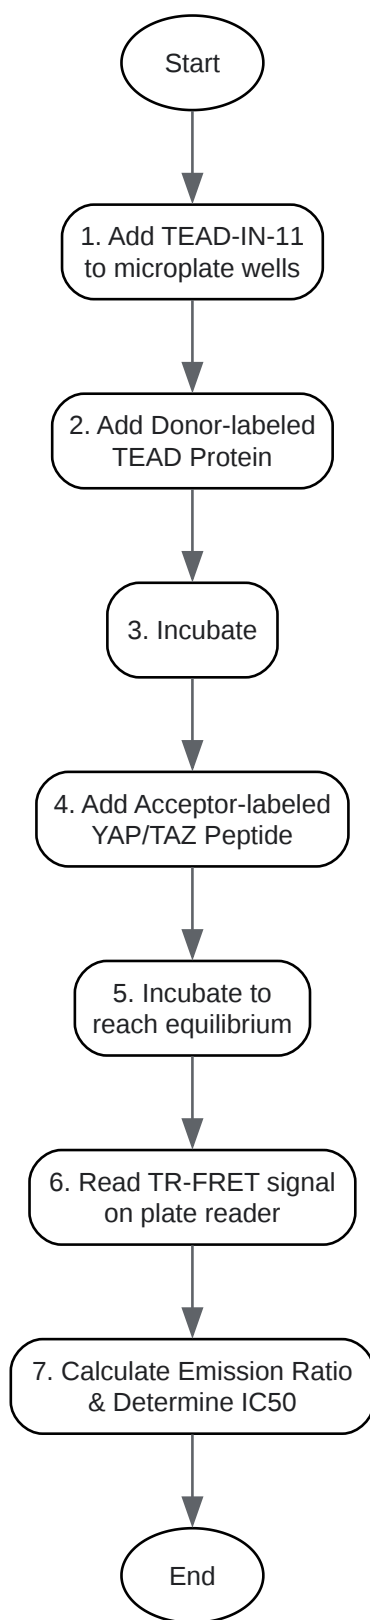 Start
1. Add TEAD-IN-11
to microplate wells
2. Add Donor-labeled
TEAD Protein
3. Incubate
4. Add Acceptor-labeled
YAP/TAZ Peptide
5. Incubate to
reach equilibrium
6. Read TR-FRET signal
on plate reader
7. Calculate Emission Ratio
& Determine IC50
End